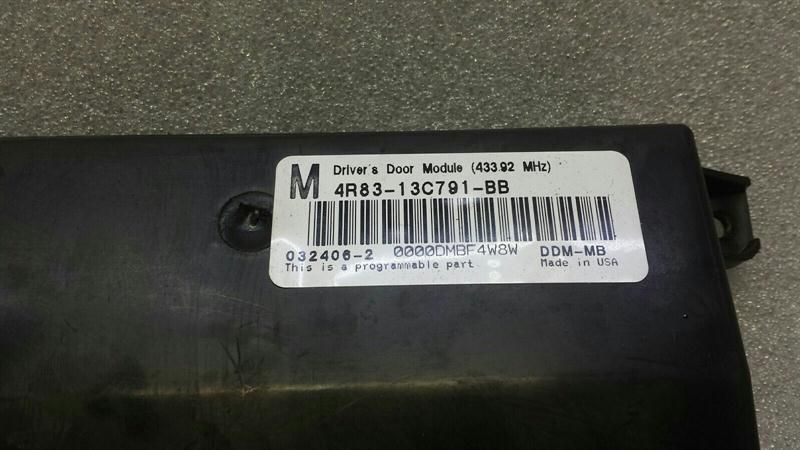 M Driver's Door Module (433.92 MHz)
4R83-13C791-BB
032406-2 0000DMBF4W8W DDM-MB
This is a programmable part. Made in USA